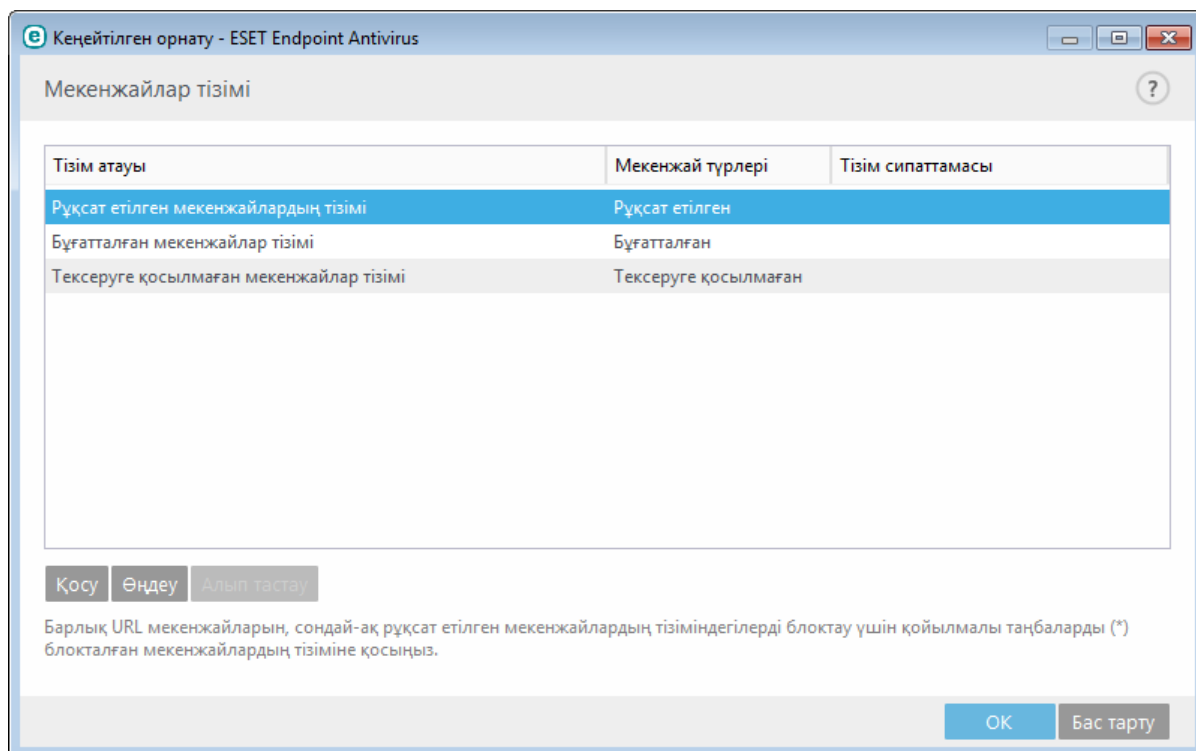 Кеңейтілген орнату - ESET Endpoint Antivirus
Мекенжайлар тізімі
?
Тізім атауы Мекенжай түрлері Тізім сипаттамасы
Рұқсат етілген мекенжайлардың тізімі Рұқсат етілген
Бұғатталған мекенжайлар тізімі Бұғатталған
Тексеруге қосылмаған мекенжайлар тізімі Тексеруге қосылмаған
Қосу Өңдеу Алып тастау
Барлық URL мекенжайларын, сондай-ақ рұқсат етілген мекенжайлардың тізіміндегілерді блоктау үшін қойылмалы таңбаларды (*)
блокталған мекенжайлардың тізіміне қосыңыз.
OK Бас тарту